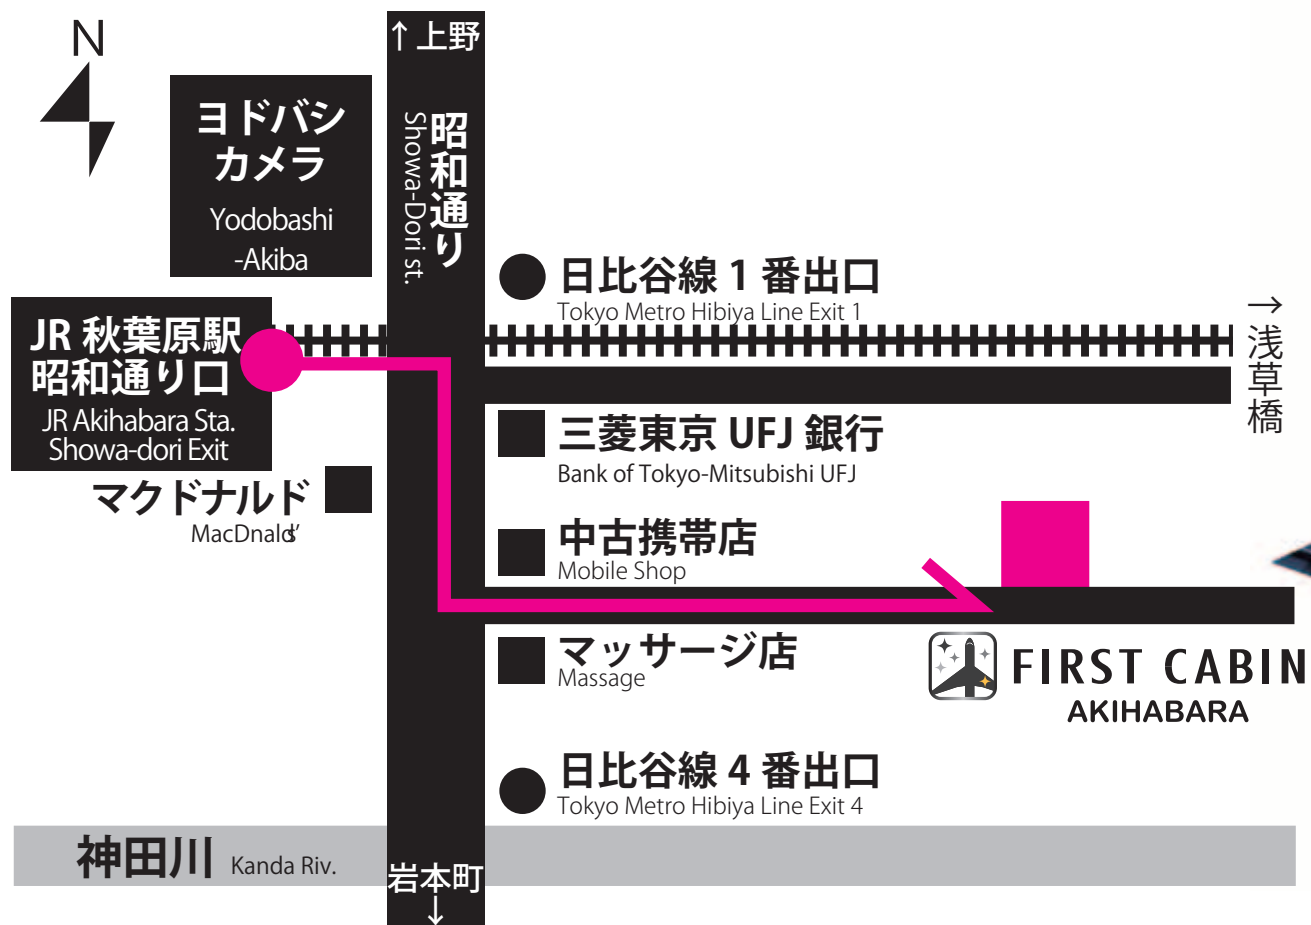 N
↑上野
ヨドバシ
カメラ
Yodobashi
-Akiba
昭和通り
Showa-Dori st.
日比谷線 1 番出口
Tokyo Metro Hibiya Line Exit 1
→浅草橋
JR 秋葉原駅
昭和通り口
JR Akihabara Sta.
Showa-dori Exit
三菱東京 UFJ 銀行
Bank of Tokyo-Mitsubishi UFJ
マクドナルド
MacDnalds'
中古携帯店
Mobile Shop
マッサージ店
Massage
FIRST CABIN
AKIHABARA
日比谷線 4 番出口
Tokyo Metro Hibiya Line Exit 4
神田川 Kanda Riv.
岩本町
↓